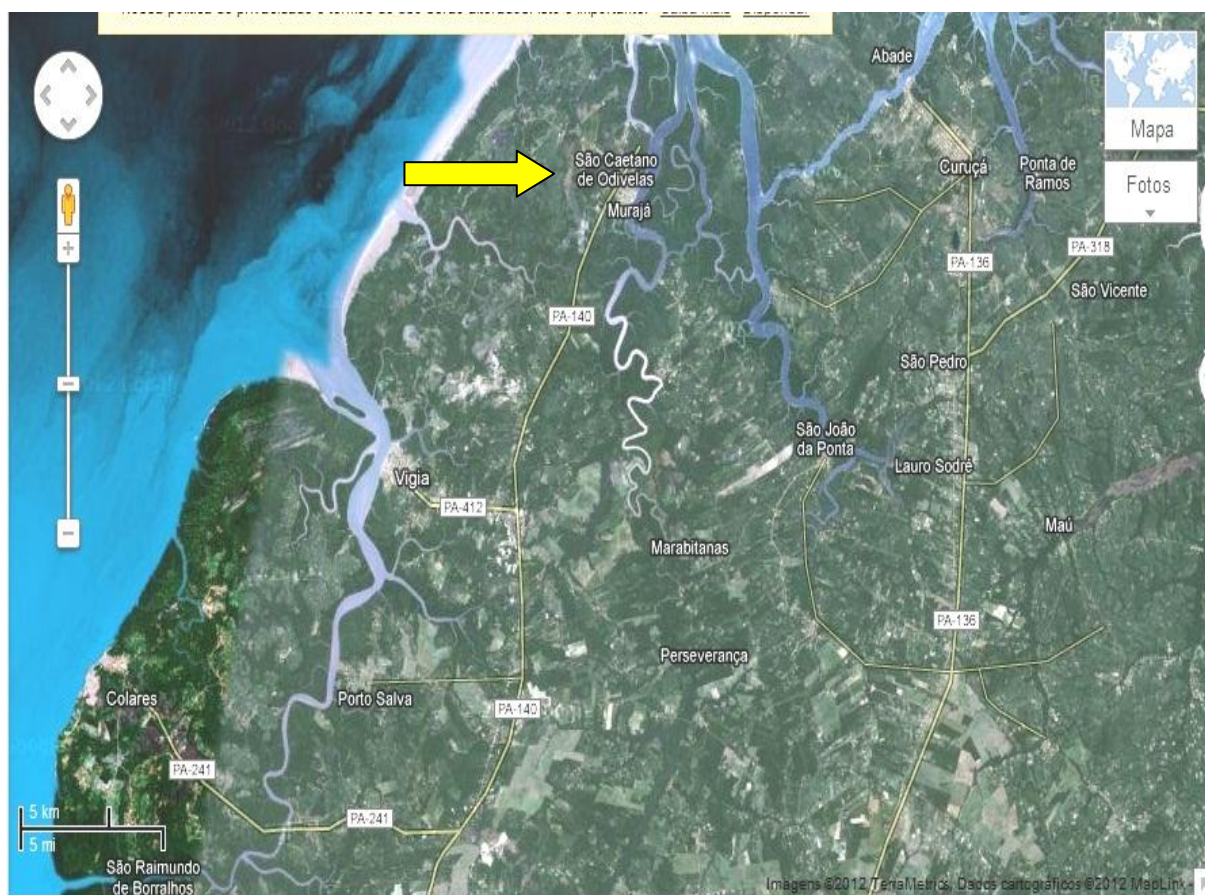 Abade
Mapa
Fotos
São Caetano
de Odivelas
Murajá
Curuçá
Ponta de
Ramos
PA-318
PA-136
São Vicente
PA-140
São Pedro
São João
da Ponta
Lauro Sodré
Vigia
PA-412
Maú
Marabitanas
PA-136
Perseverança
Colares
Porto Salva
PA-140
PA-241
5 km
5 mi
PA-241
São Raimundo
de Borralhos
Imagens ©2012 TerraMetrics, Dados cartográficos ©2012 MapLink -